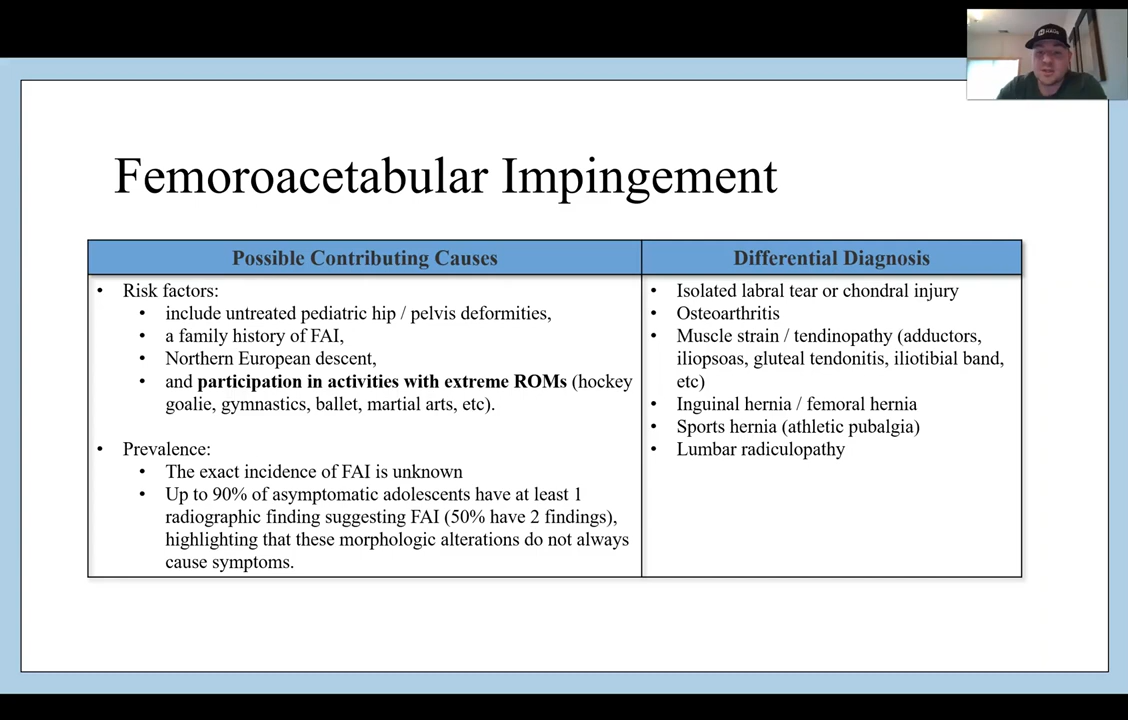 Femoroacetabular Impingement
Possible Contributing Causes
• Risk factors:
• include untreated pediatric hip / pelvis deformities,
• a family history of FAI,
• Northern European descent,
• and participation in activities with extreme ROMs (hockey
goalie, gymnastics, ballet, martial arts, etc).
• Prevalence:
• The exact incidence of FAI is unknown
• Up to 90% of asymptomatic adolescents have at least 1
radiographic finding suggesting FAI (50% have 2 findings),
highlighting that these morphologic alterations do not always
cause symptoms.
Differential Diagnosis
• Isolated labral tear or chondral injury
• Osteoarthritis
• Muscle strain / tendinopathy (adductors,
iliopsoas, gluteal tendonitis, iliotibial band,
etc)
• Inguinal hernia / femoral hernia
• Sports hernia (athletic pubalgia)
• Lumbar radiculopathy